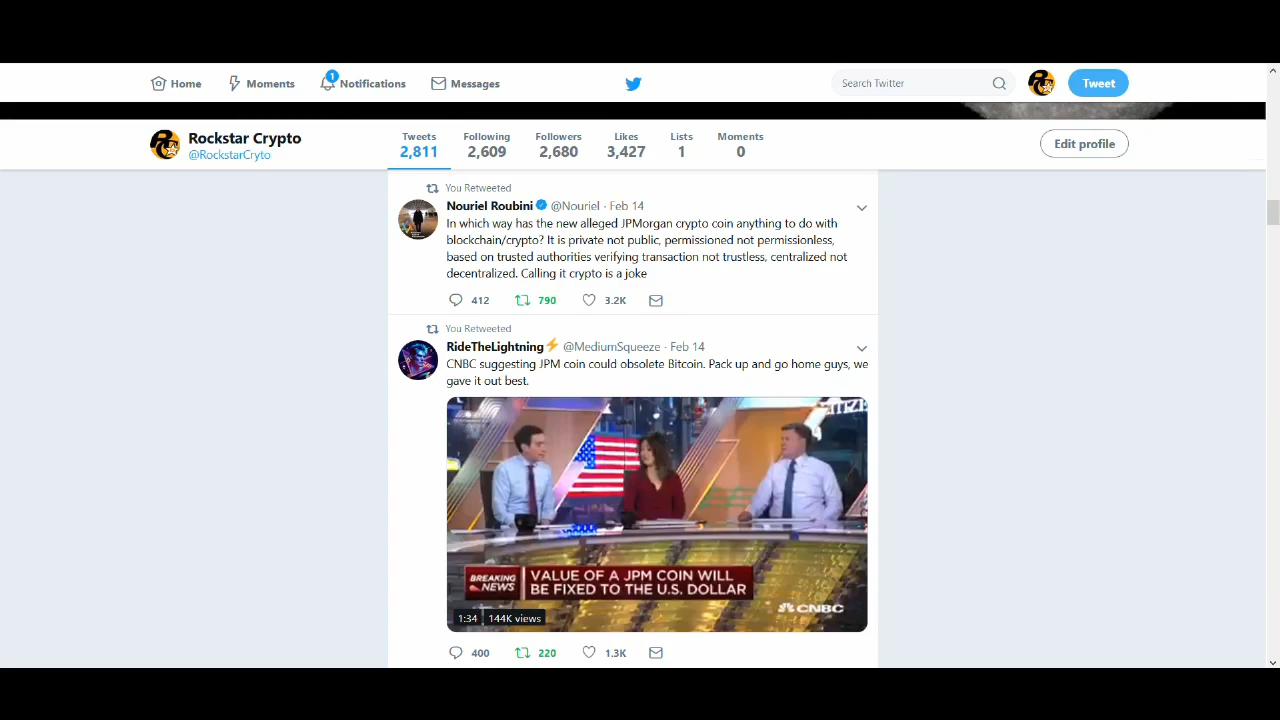 Home
Moments
1
Notifications
Messages
Search Twitter
Tweet
Rockstar Crypto
@RockstarCryto
Tweets
2,811
Following
2,609
Followers
2,680
Likes
3,427
Lists
1
Moments
0
Edit profile
You Retweeted
Nouriel Roubini @Nouriel · Feb 14
In which way has the new alleged JPMorgan crypto coin anything to do with
blockchain/crypto? It is private not public, permissioned not permissionless,
based on trusted authorities verifying transaction not trustless, centralized not
decentralized. Calling it crypto is a joke
412 790 3.2K
You Retweeted
RideTheLightning⚡ @MediumSqueeze · Feb 14
CNBC suggesting JPM coin could obsolete Bitcoin. Pack up and go home guys, we
gave it out best.
BREAKING
NEWS
VALUE OF A JPM COIN WILL
BE FIXED TO THE U.S. DOLLAR
CNBC
1:34 144K views
400 220 1.3K